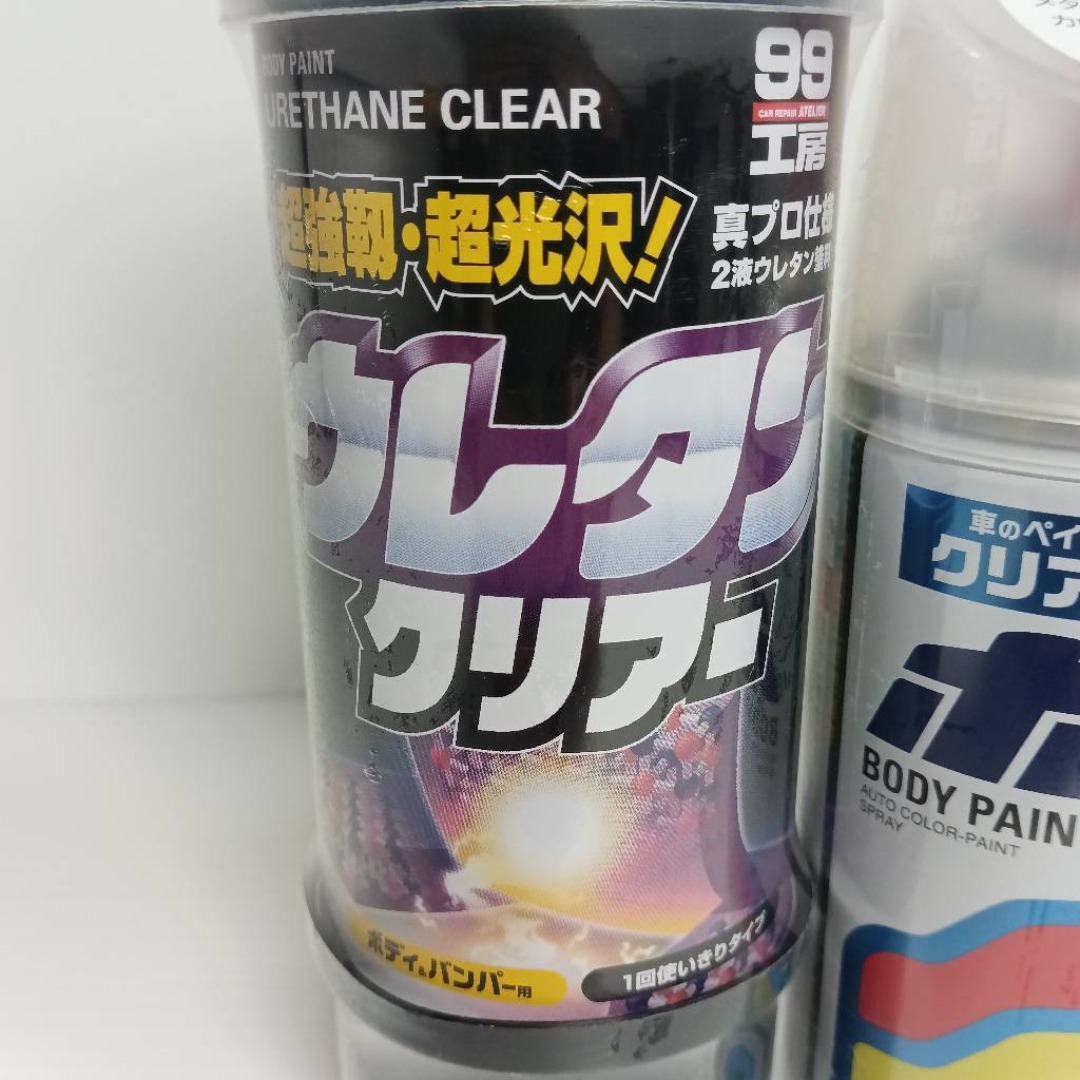 BODY PAINT
URETHANE CLEAR
99
CAR REPAIR ATELIER
工房
超強靱・超光沢!
真プロ仕様
2液ウレタン塗料
ウレタン
クリアー
ボディ&バンパー用
1回使いきりタイプ
車のペイ
クリア
BODY PAIN
AUTO COLOR-PAINT
SPRAY